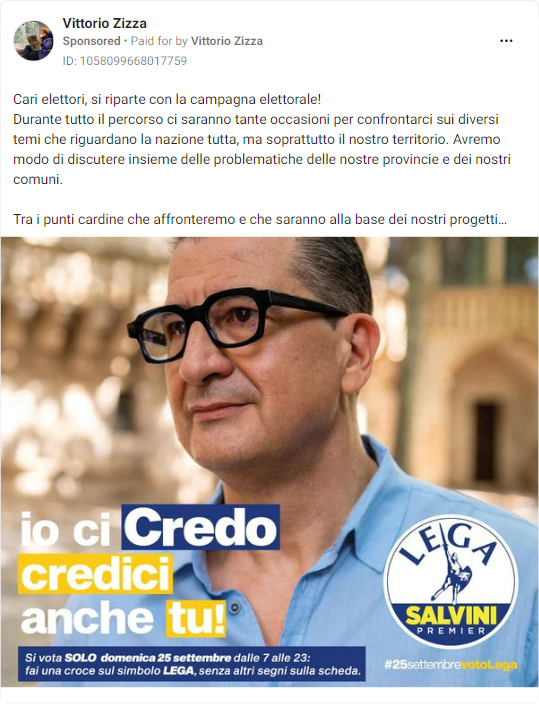 Vittorio Zizza
Sponsored • Paid for by Vittorio Zizza
ID: 1058099668017759
Cari elettori, si riparte con la campagna elettorale!
Durante tutto il percorso ci saranno tante occasioni per confrontarci sui diversi
temi che riguardano la nazione tutta, ma soprattutto il nostro territorio. Avremo
modo di discutere insieme delle problematiche delle nostre provincie e dei nostri
comuni.
Tra i punti cardine che affronteremo e che saranno alla base dei nostri progetti...
io ci Credo
credici
anche tu!
LEGA
SALVINI
PREMIER
Si vota SOLO domenica 25 settembre dalle 7 alle 23:
fai una croce sul simbolo LEGA, senza altri segni sulla scheda.
#25settembrevotoLega